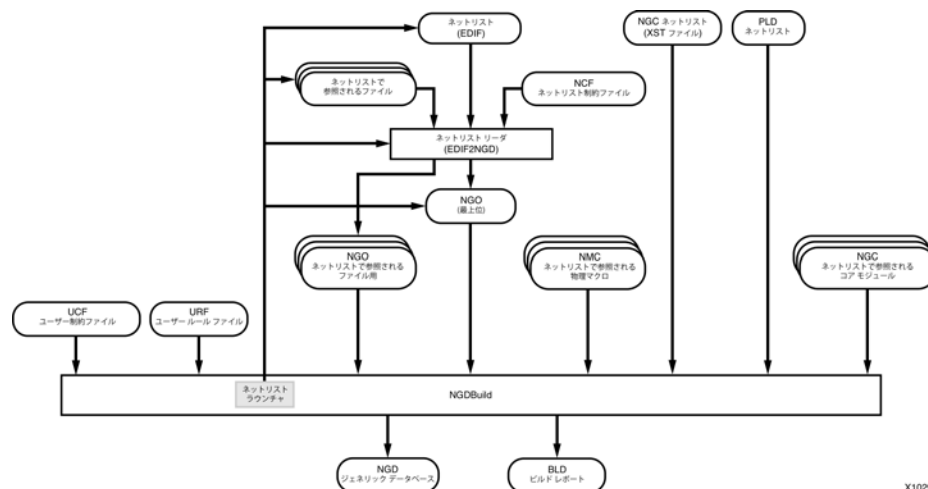 ネットリスト
(EDIF)
NGC ネットリスト
(XST ファイル)
PLD
ネットリスト
ネットリストで
参照されるファイル
NCF
ネットリスト制約ファイル
ネットリスト リーダ
(EDIF2NGD)
NGO
(最上位)
NGO
ネットリストで参照される
ファイル用
NMC
ネットリストで参照される
物理マクロ
NGC
ネットリストで参照される
コア モジュール
UCF
ユーザー制約ファイル
URF
ユーザー ルール ファイル
ネットリスト
ラウンチャ
NGDBuild
NGD
ジェネリック データベース
BLD
ビルド レポート